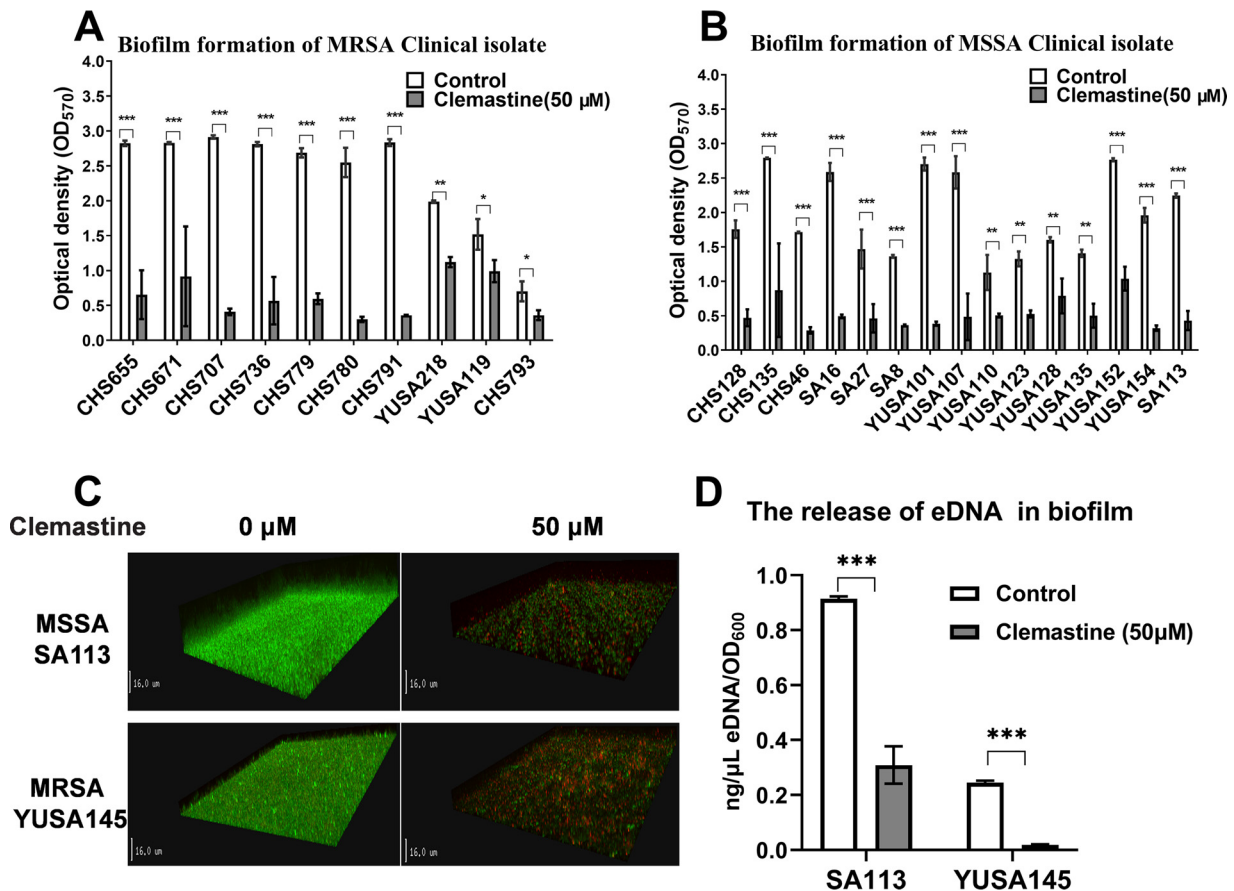 A
Biofilm formation of MRSA Clinical isolate
Control
Clemastine(50 µM)
Optical density (OD570)
4.0
3.5
3.0
2.5
2.0
1.5
1.0
0.5
0.0
***
***
***
***
***
***
***
**
*
*
CHS655
CHS671
CHS707
CHS736
CHS779
CHS780
CHS791
YUSA218
YUSA119
CHS793
B
Biofilm formation of MSSA Clinical isolate
Control
Clemastine(50 µM)
Optical density (OD570)
4.0
3.5
3.0
2.5
2.0
1.5
1.0
0.5
0.0
***
***
***
***
***
***
***
***
**
**
**
**
***
***
***
CHS128
CHS135
CHS46
SA16
SA27
SA8
YUSA101
YUSA107
YUSA110
YUSA123
YUSA128
YUSA135
YUSA152
YUSA154
SA113
C
Clemastine 0 µM 50 µM
MSSA
SA113
16.0 um
16.0 um
MRSA
YUSA145
16.0 um
16.0 um
D
The release of eDNA in biofilm
Control
Clemastine (50µM)
ng/µL eDNA/OD600
1.0
0.8
0.6
0.4
0.2
0.0
***
***
SA113
YUSA145